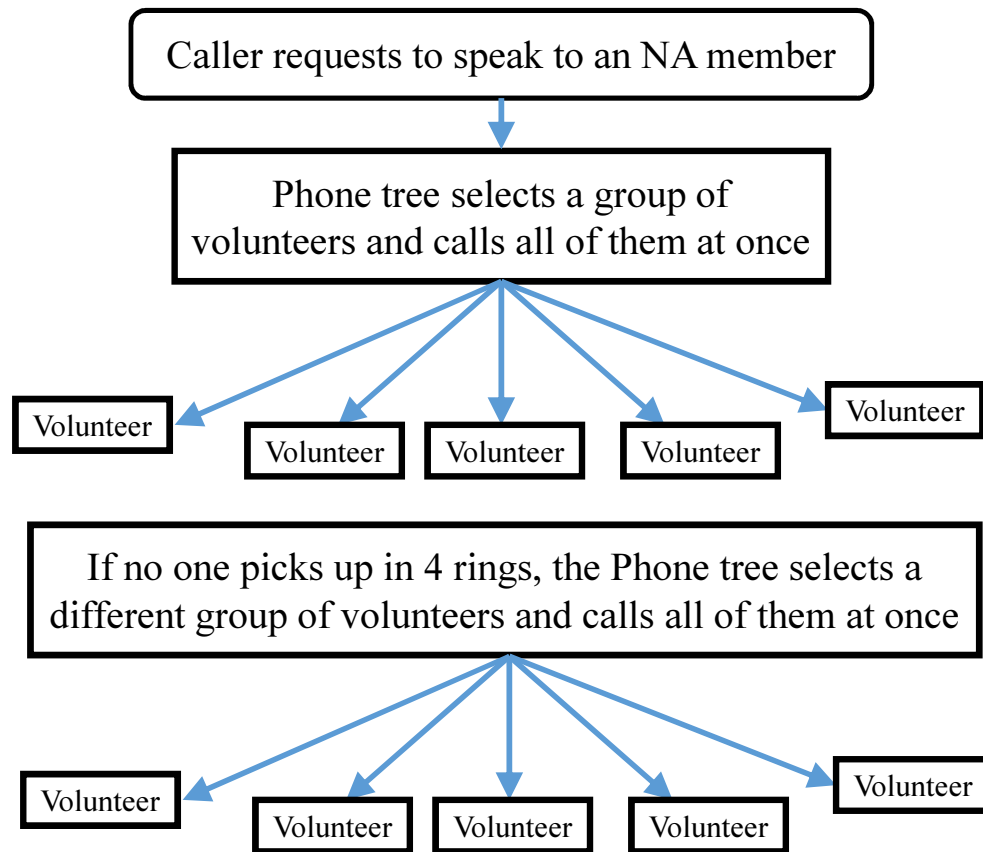 Caller requests to speak to an NA member
Phone tree selects a group of
volunteers and calls all of them at once
Volunteer
Volunteer
Volunteer
Volunteer
Volunteer
If no one picks up in 4 rings, the Phone tree selects a
different group of volunteers and calls all of them at once
Volunteer
Volunteer
Volunteer
Volunteer
Volunteer